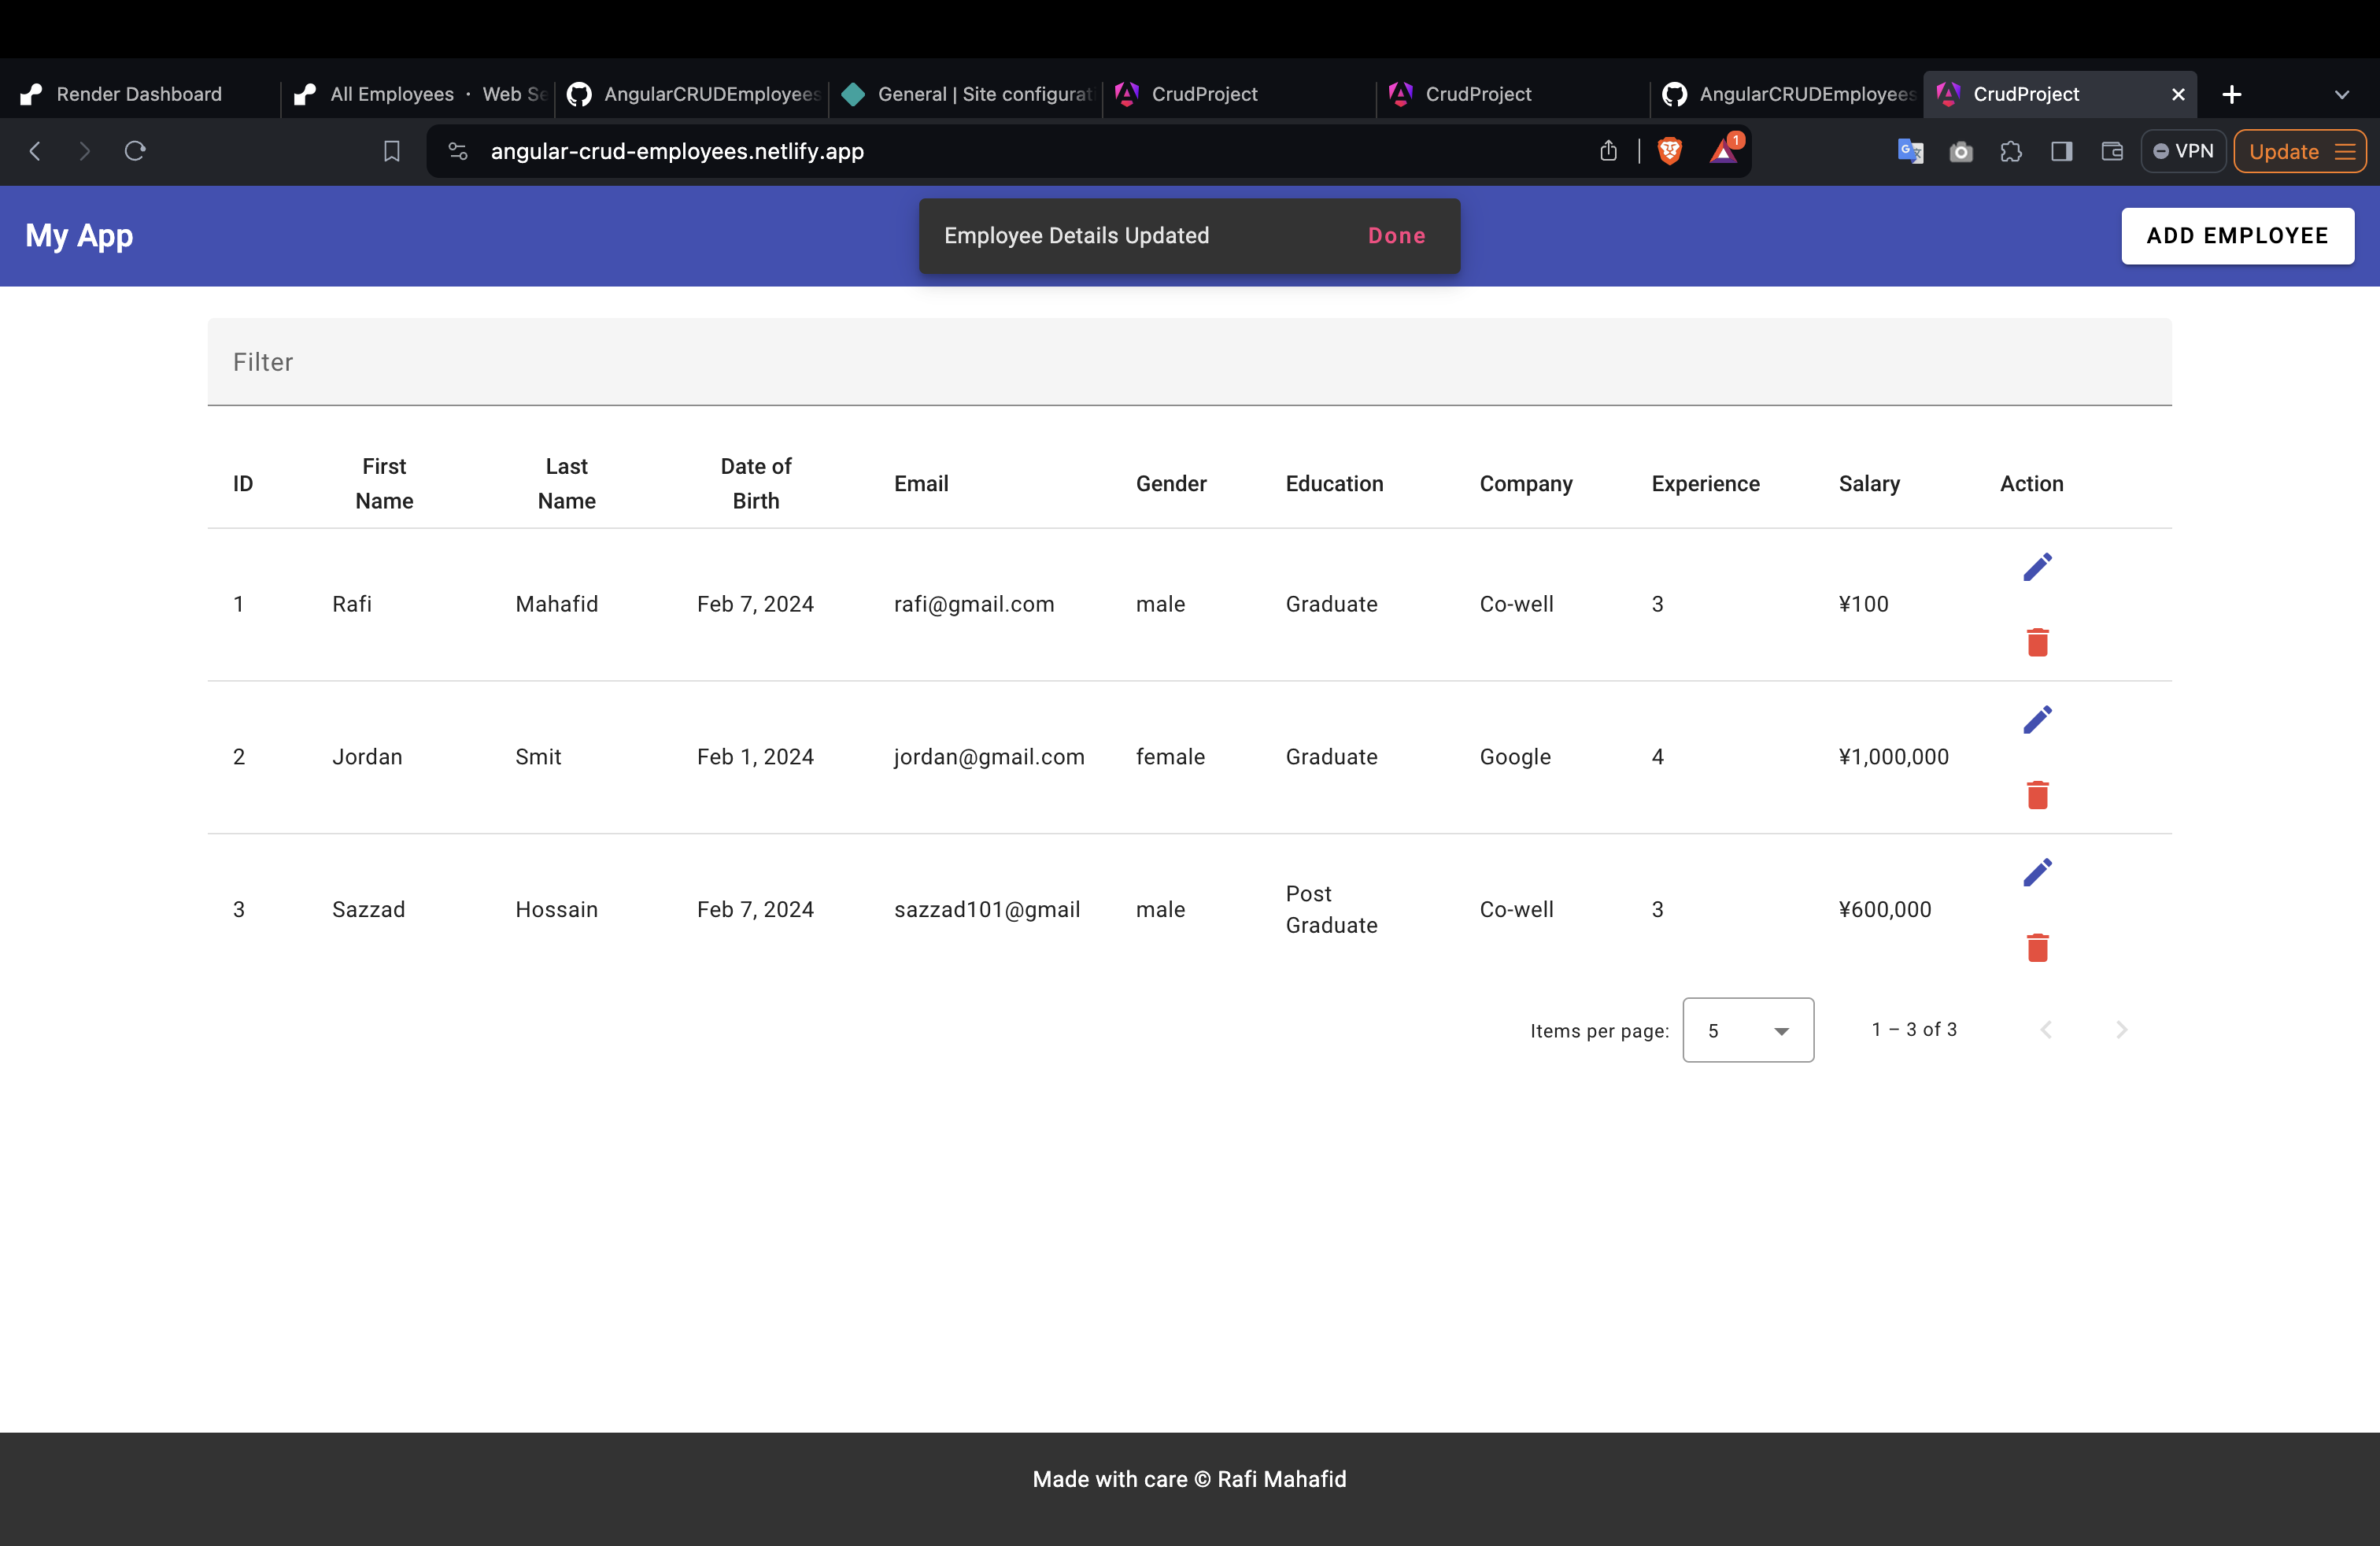 Render Dashboard
All Employees · Web Se
AngularCRUDEmployees
General | Site configurat
CrudProject
CrudProject
AngularCRUDEmployees
CrudProject
angular-crud-employees.netlify.app
1
VPN
Update
My App
Employee Details Updated
Done
ADD EMPLOYEE
Filter
ID First Name Last Name Date of Birth Email Gender Education Company Experience Salary Action
1 Rafi Mahafid Feb 7, 2024 rafi@gmail.com male Graduate Co-well 3 ¥100
2 Jordan Smit Feb 1, 2024 jordan@gmail.com female Graduate Google 4 ¥1,000,000
3 Sazzad Hossain Feb 7, 2024 sazzad101@gmail male Post Graduate Co-well 3 ¥600,000
Items per page: 5 1 – 3 of 3
Made with care © Rafi Mahafid